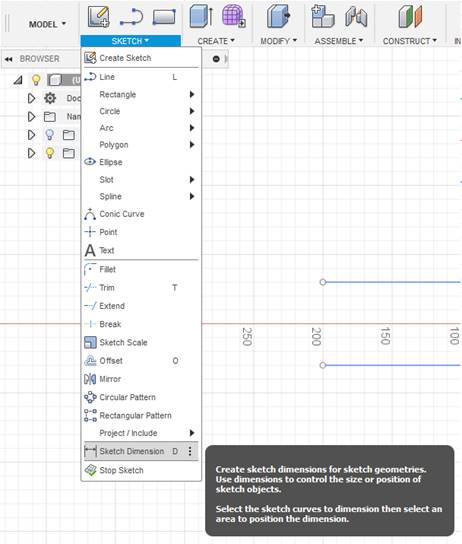 MODEL
SKETCH
CREATE
MODIFY
ASSEMBLE
CONSTRUCT
IN
BROWSER
(U
Doc
Nam
Create Sketch
Line L
Rectangle
Circle
Arc
Polygon
Ellipse
Slot
Spline
Conic Curve
Point
Text
Fillet
Trim T
Extend
Break
Sketch Scale
Offset O
Mirror
Circular Pattern
Rectangular Pattern
Project / Include
Sketch Dimension D
Stop Sketch
250
200
150
100
Create sketch dimensions for sketch geometries.
Use dimensions to control the size or position of
sketch objects.
Select the sketch curves to dimension then select an
area to position the dimension.